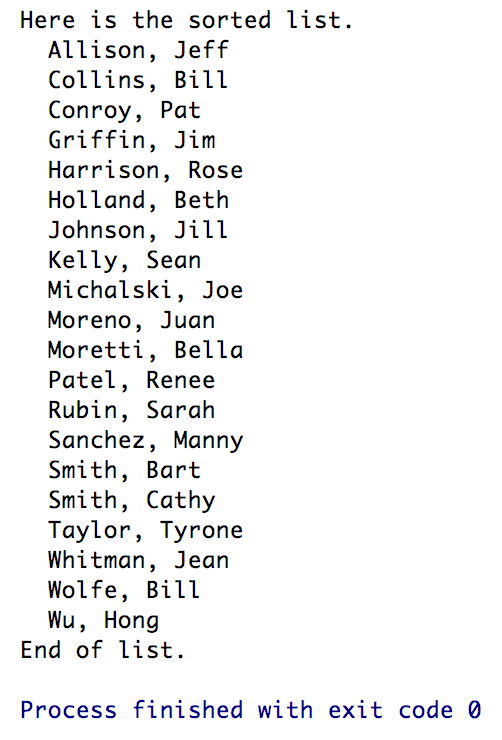 Here is the sorted list.
Allison, Jeff
Collins, Bill
Conroy, Pat
Griffin, Jim
Harrison, Rose
Holland, Beth
Johnson, Jill
Kelly, Sean
Michalski, Joe
Moreno, Juan
Moretti, Bella
Patel, Renee
Rubin, Sarah
Sanchez, Manny
Smith, Bart
Smith, Cathy
Taylor, Tyrone
Whitman, Jean
Wolfe, Bill
Wu, Hong
End of list.
Process finished with exit code 0